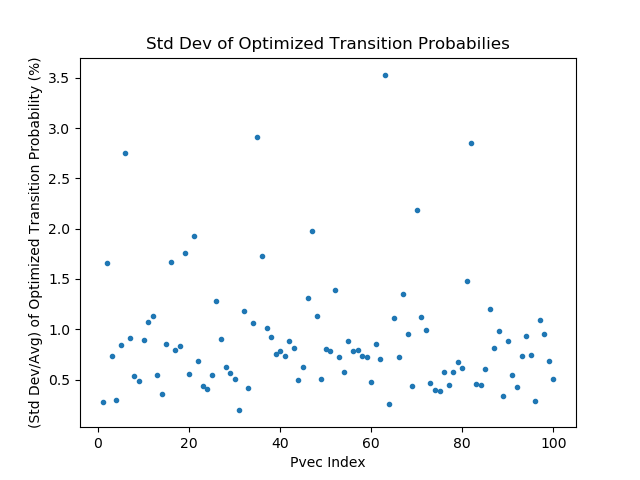 Std Dev of Optimized Transition Probabilies
(Std Dev/Avg) of Optimized Transition Probability (%)
3.5
3.0
2.5
2.0
1.5
1.0
0.5
0 20 40 60 80 100
Pvec Index